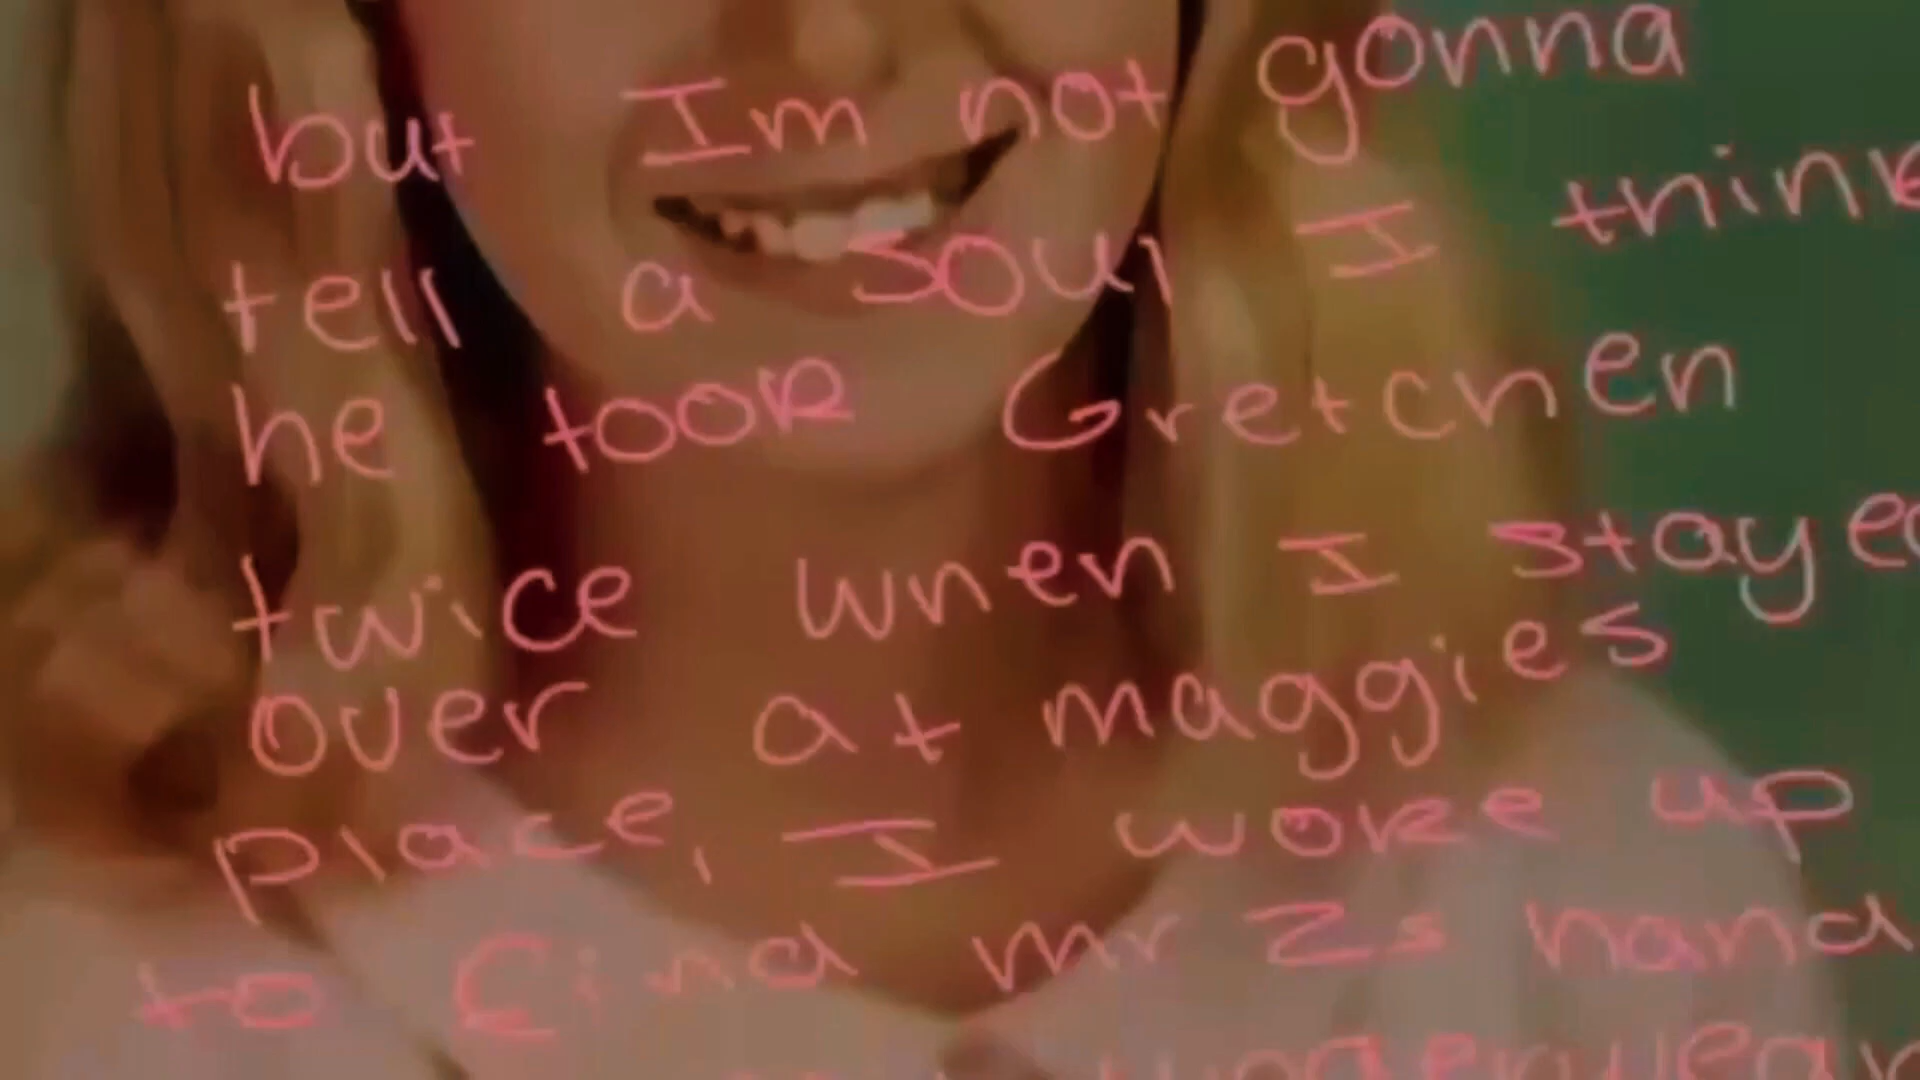 but Im not gonna
tell a soul I think
he took Gretchen
twice when I stayed
over at maggies
place, I woke up
to find mr Zs hand
underwear